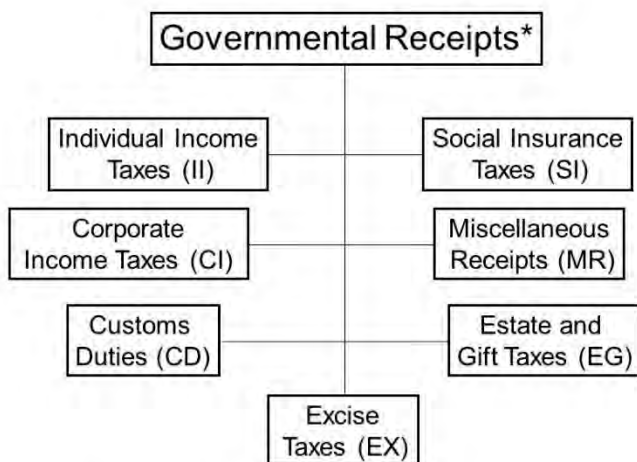 Governmental Receipts*
Individual Income
Taxes (II)
Social Insurance
Taxes (SI)
Corporate
Income Taxes (CI)
Miscellaneous
Receipts (MR)
Customs
Duties (CD)
Estate and
Gift Taxes (EG)
Excise
Taxes (EX)